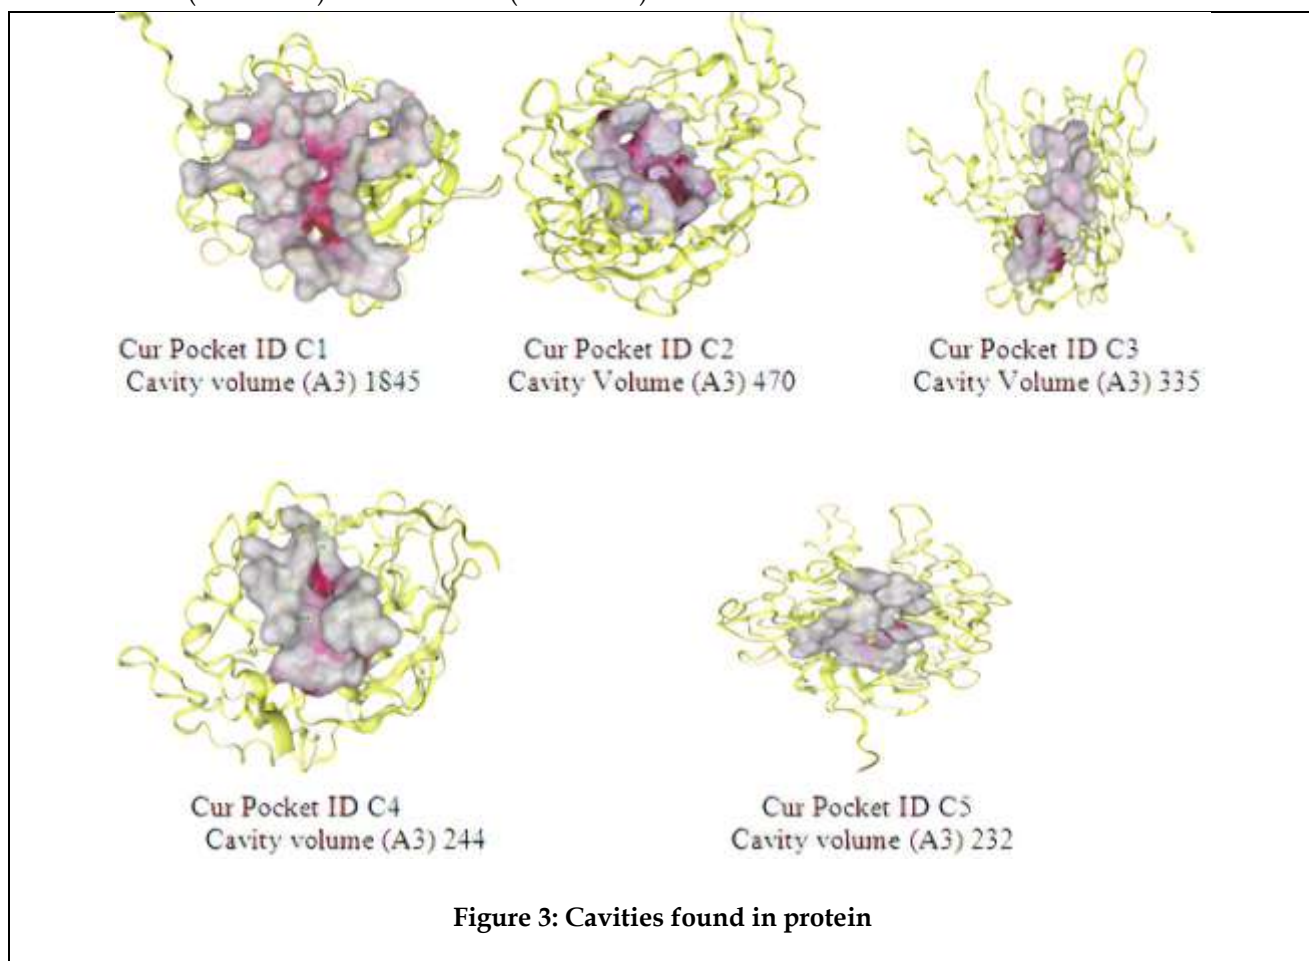 Cur Pocket ID C1
Cavity volume (A3) 1845
Cur Pocket ID C2
Cavity Volume (A3) 470
Cur Pocket ID C3
Cavity Volume (A3) 335
Cur Pocket ID C4
Cavity volume (A3) 244
Cur Pocket ID C5
Cavity volume (A3) 232
Figure 3: Cavities found in protein